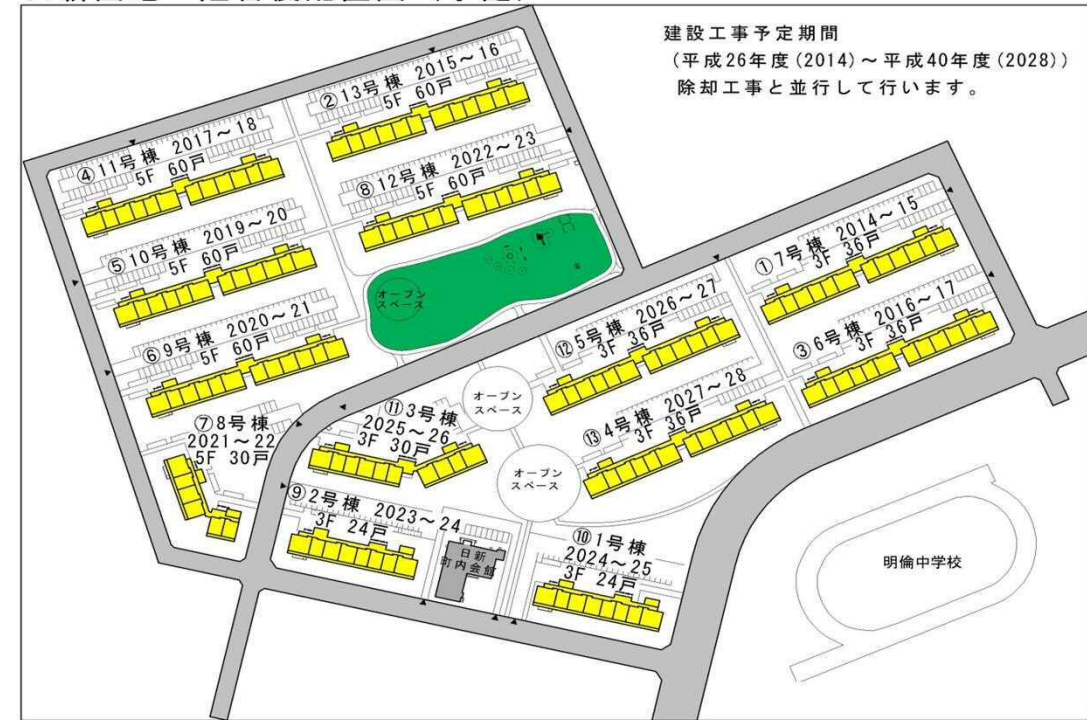 建設工事予定期間
(平成26年度(2014)～平成40年度(2028))
除却工事と並行して行います。
②13号棟 2015～16
5F 60戸
④11号棟 2017～18
5F 60戸
⑧12号棟 2022～23
5F 60戸
⑤10号棟 2019～20
5F 60戸
①7号棟 2014～15
3F 36戸
オープン
スペース
⑥9号棟 2020～21
5F 60戸
⑫5号棟 2026～27
3F 36戸
③6号棟 2016～17
3F 36戸
⑦8号棟
2021～22
5F 30戸
⑪3号棟
2025～26
3F 30戸
オープン
スペース
⑬4号棟 2027～28
3F 36戸
オープン
スペース
⑨2号棟 2023～24
3F 24戸
日新
町内会館
⑩1号棟
2024～25
3F 24戸
明倫中学校